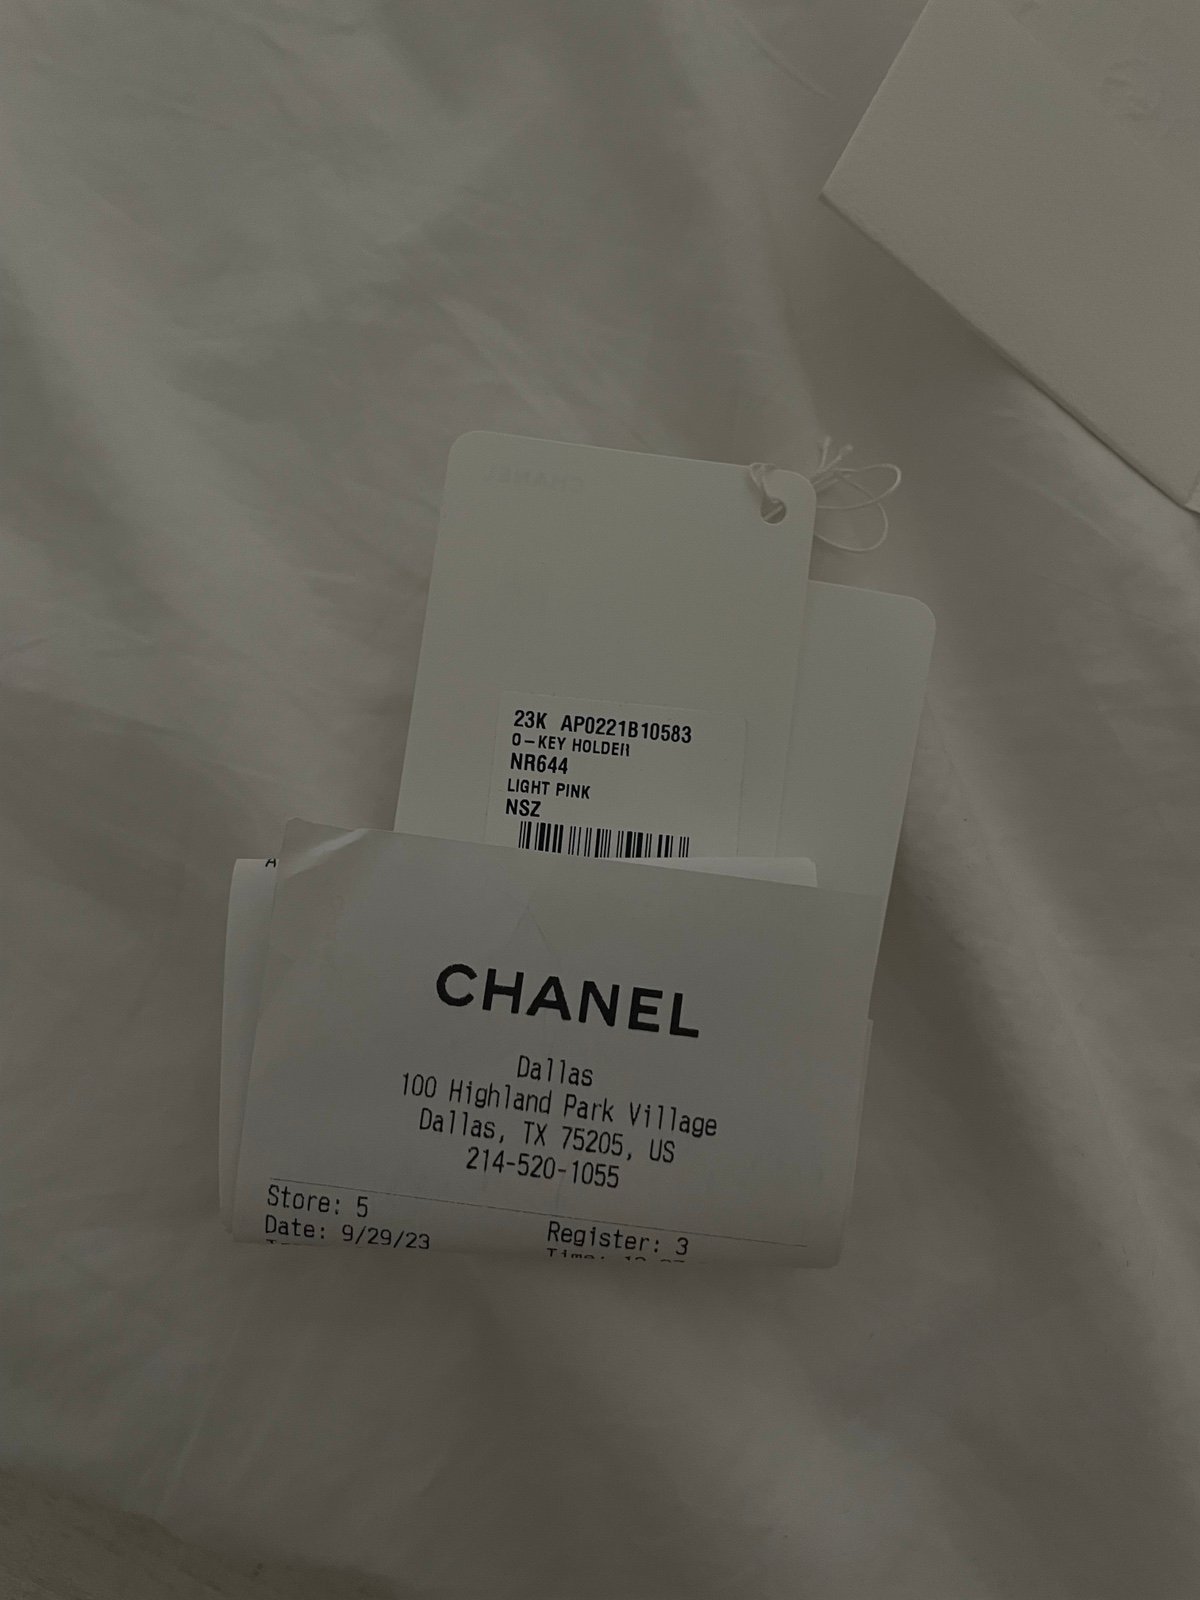 23K AP0221B10583
O-KEY HOLDER
NR644
LIGHT PINK
NSZ
CHANEL
Dallas
100 Highland Park Village
Dallas, TX 75205, US
214-520-1055
Store: 5
Register: 3
Date: 9/29/23
Time: